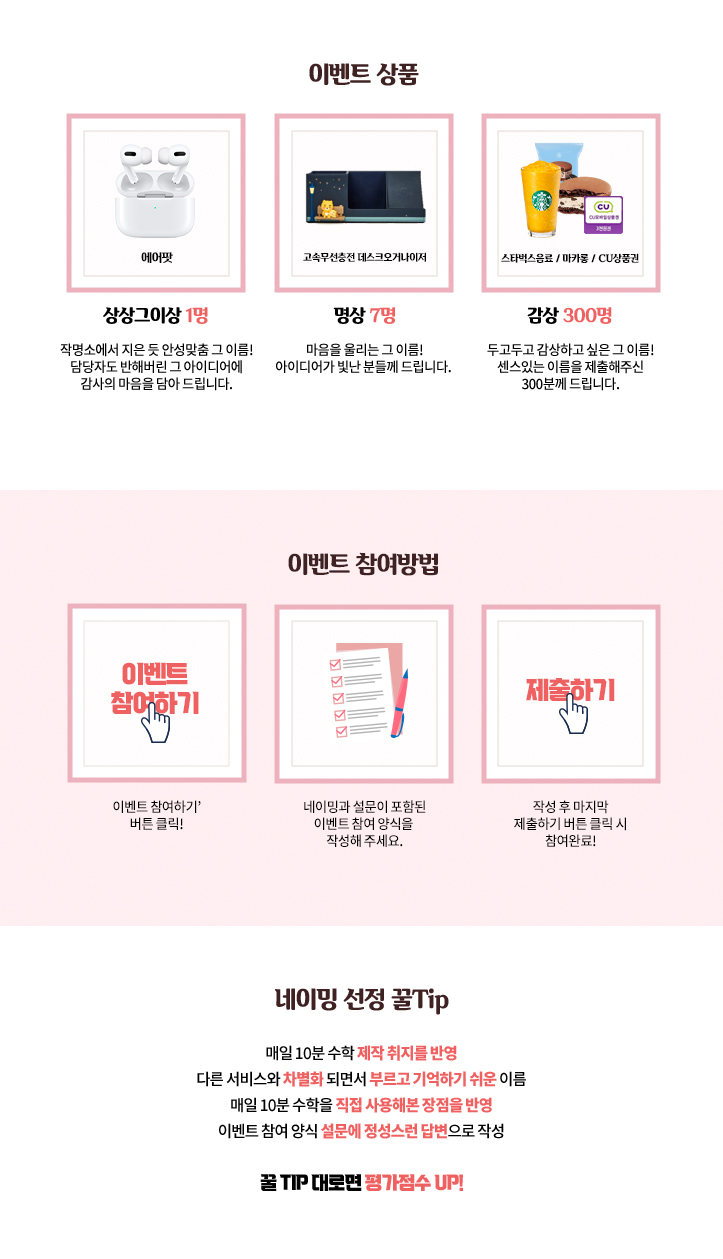 이벤트 상품
에어팟
고속무선충전 데스크오거나이저
CU
CU모바일상품권
스타벅스음료 / 마카롱 / CU상품권
상상그이상 1명
명상 7명
감상 300명
작명소에서 지은 듯 안성맞춤 그 이름!
담당자도 반해버린 그 아이디어에
감사의 마음을 담아 드립니다.
마음을 울리는 그 이름!
아이디어가 빛난 분들께 드립니다.
두고두고 감상하고 싶은 그 이름!
센스있는 이름을 제출해주신
300분께 드립니다.
이벤트 참여방법
이벤트
참여하기
제출하기
이벤트 참여하기’
버튼 클릭!
네이밍과 설문이 포함된
이벤트 참여 양식을
작성해 주세요.
작성 후 마지막
제출하기 버튼 클릭 시
참여완료!
네이밍 선정 꿀Tip
매일 10분 수학 제작 취지를 반영
다른 서비스와 차별화 되면서 부르고 기억하기 쉬운 이름
매일 10분 수학을 직접 사용해본 장점을 반영
이벤트 참여 양식 설문에 정성스런 답변으로 작성
꿀 TIP 대로면 평가점수 UP!